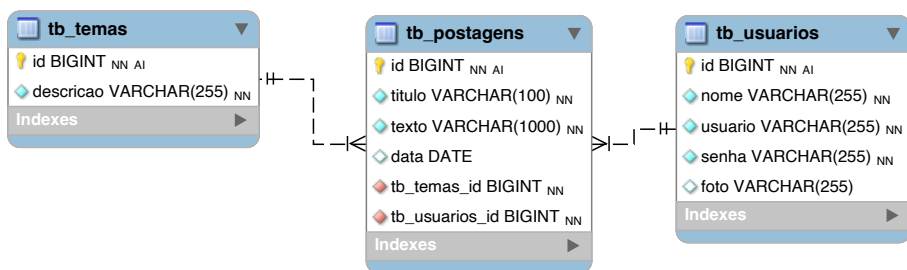 tb_temas
id BIGINT NN AI
descricao VARCHAR(255) NN
Indexes
tb_postagens
id BIGINT NN AI
titulo VARCHAR(100) NN
texto VARCHAR(1000) NN
data DATE
tb_temas_id BIGINT NN
tb_usuarios_id BIGINT NN
Indexes
tb_usuarios
id BIGINT NN AI
nome VARCHAR(255) NN
usuario VARCHAR(255) NN
senha VARCHAR(255) NN
foto VARCHAR(255)
Indexes